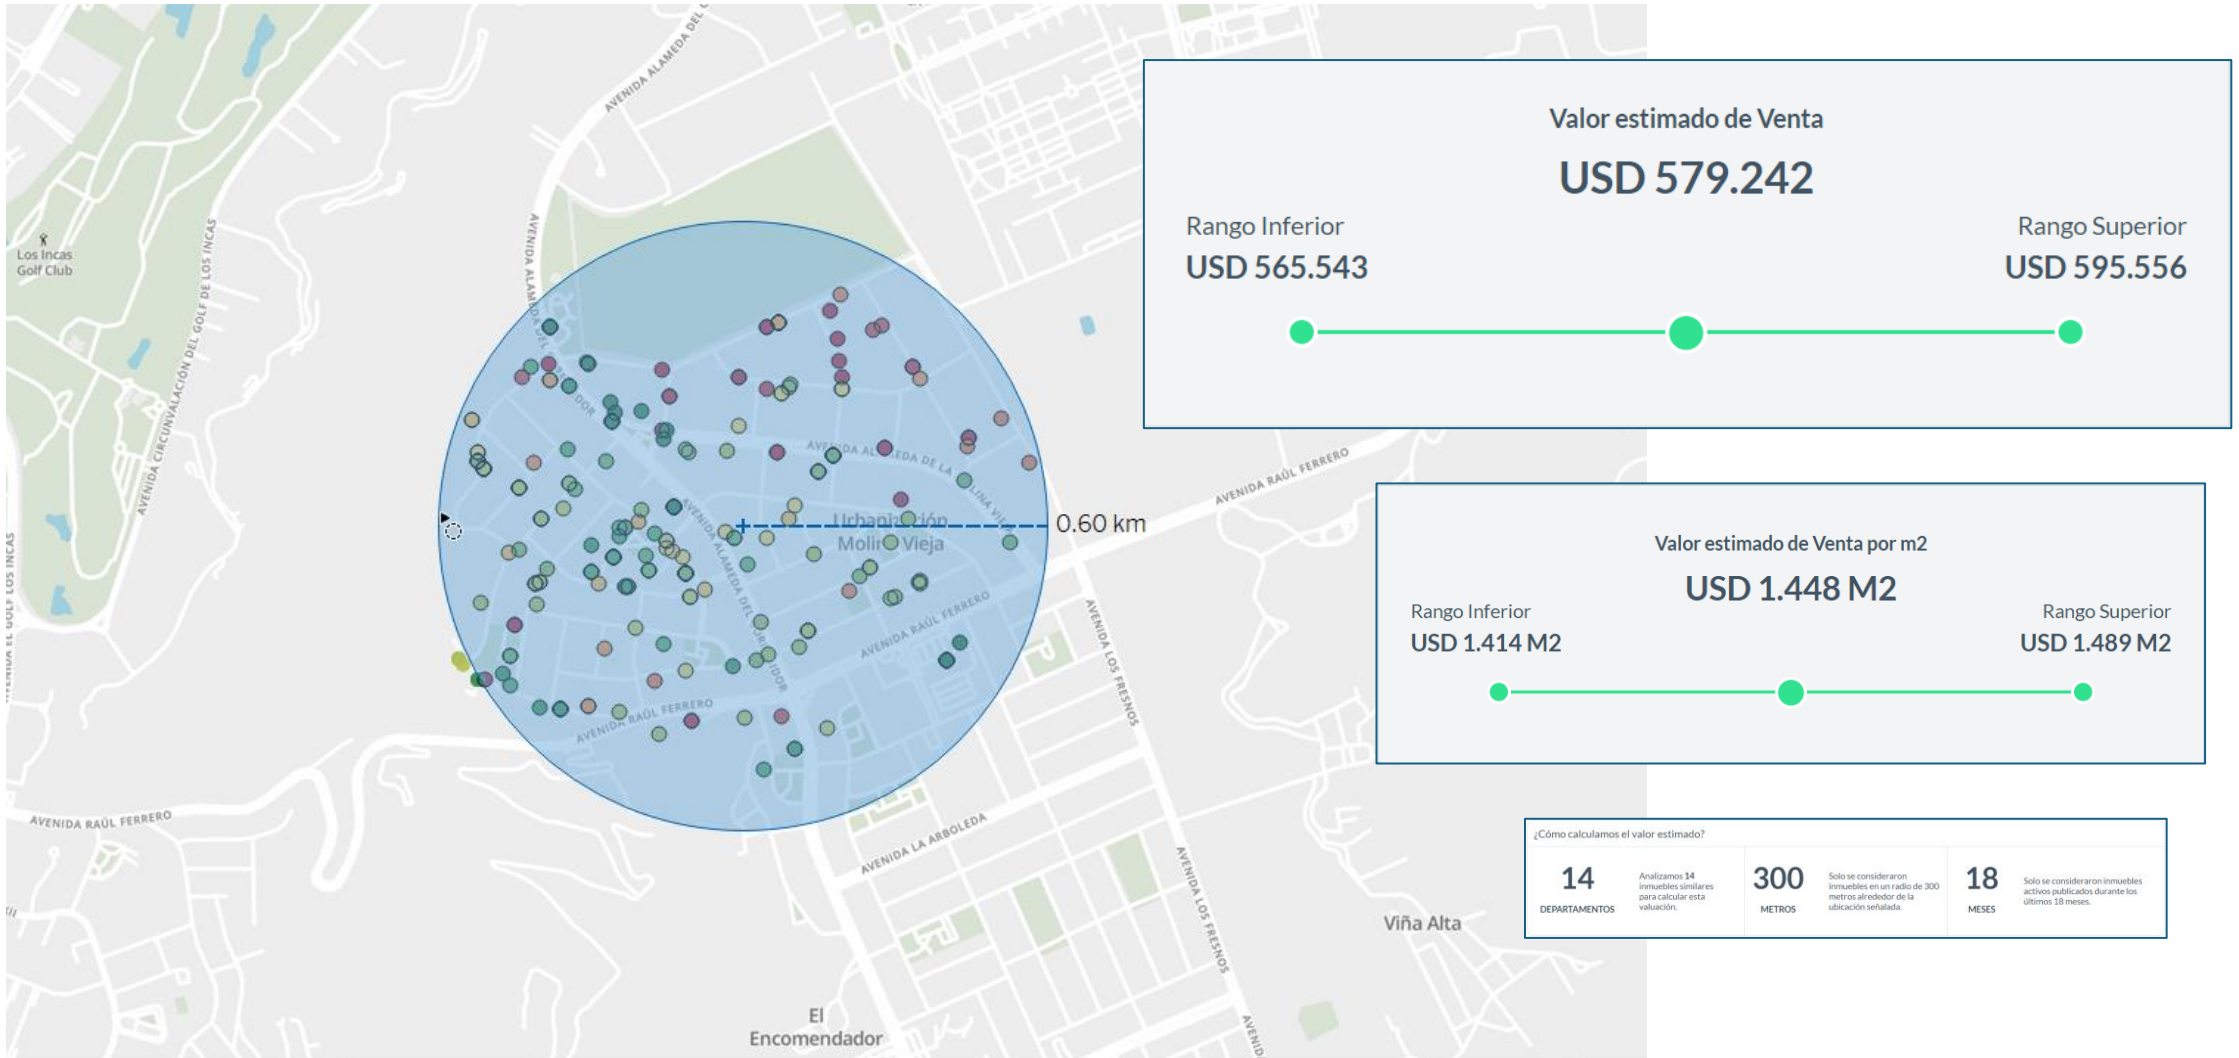 AVENIDA ALAMEDA DEL C
Los Incas
Golf Club
AVENIDA CIRCUNVALACIÓN DEL GOLF DE LOS INCAS
AVENIDA EL GOLF LOS INCAS
AVENIDA ALAMEDA DEL
DOR
AVENIDA ALAMEDA DE LA
LINA VIEJA
Urbanización
Molino Vieja
0.60 km
AVENIDA RAÚL FERRERO
AVENIDA ALAMEDA DEL
DOR
AVENIDA RAÚL FERRERO
AVENIDA RAÚL FERRERO
AVENIDA RAÚL FERRERO
AVENIDA LOS FRESNOS
AVENIDA LA ARBOLEDA
AVENIDA LOS FRESNOS
AVENID
Viña Alta
El
Encomendador
Valor estimado de Venta
USD 579.242
Rango Inferior
USD 565.543
Rango Superior
USD 595.556
Valor estimado de Venta por m2
USD 1.448 M2
Rango Inferior
USD 1.414 M2
Rango Superior
USD 1.489 M2
¿Cómo calculamos el valor estimado?
14
DEPARTAMENTOS
Analizamos 14
inmuebles similares
para calcular esta
valuación.
300
METROS
Solo se consideraron
inmuebles en un radio de 300
metros alrededor de la
ubicación señalada.
18
MESES
Solo se consideraron inmuebles
activos publicados durante los
últimos 18 meses.